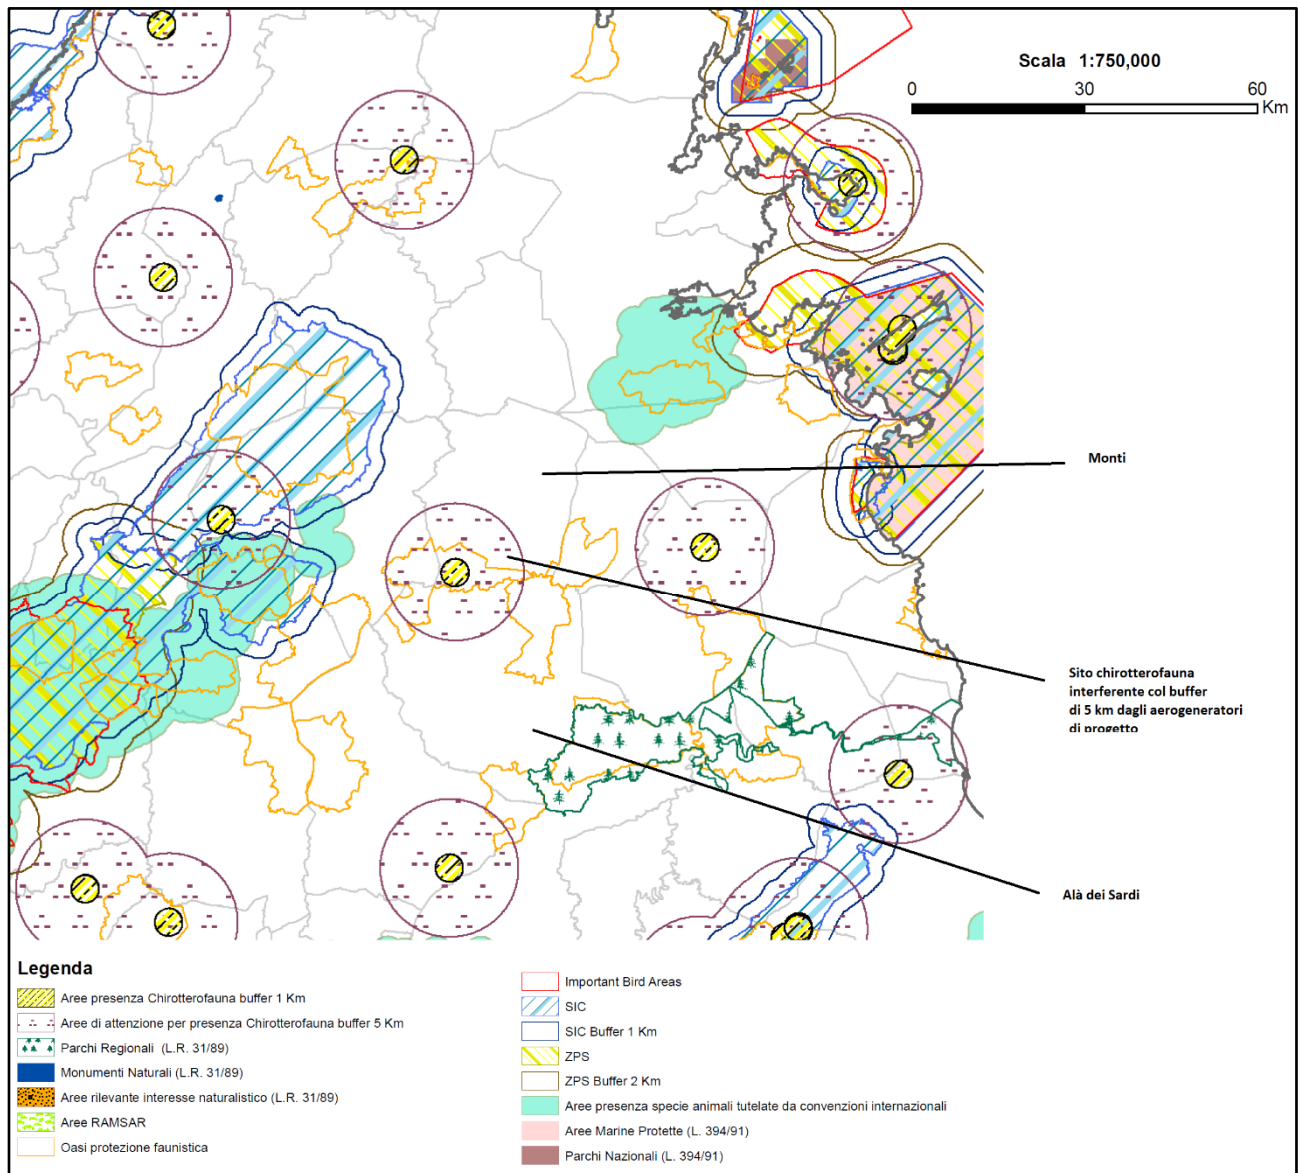 Scala 1:750,000
0 30 60
Km
Monti
Sito chirotterofauna
interferente col buffer
di 5 km dagli aerogeneratori
di progetto
Alà dei Sardi
Legenda
Aree presenza Chirotterofauna buffer 1 Km
Aree di attenzione per presenza Chirotterofauna buffer 5 Km
Parchi Regionali (L.R. 31/89)
Monumenti Naturali (L.R. 31/89)
Aree rilevante interesse naturalistico (L.R. 31/89)
Aree RAMSAR
Oasi protezione faunistica
Important Bird Areas
SIC
SIC Buffer 1 Km
ZPS
ZPS Buffer 2 Km
Aree presenza specie animali tutelate da convenzioni internazionali
Aree Marine Protette (L. 394/91)
Parchi Nazionali (L. 394/91)